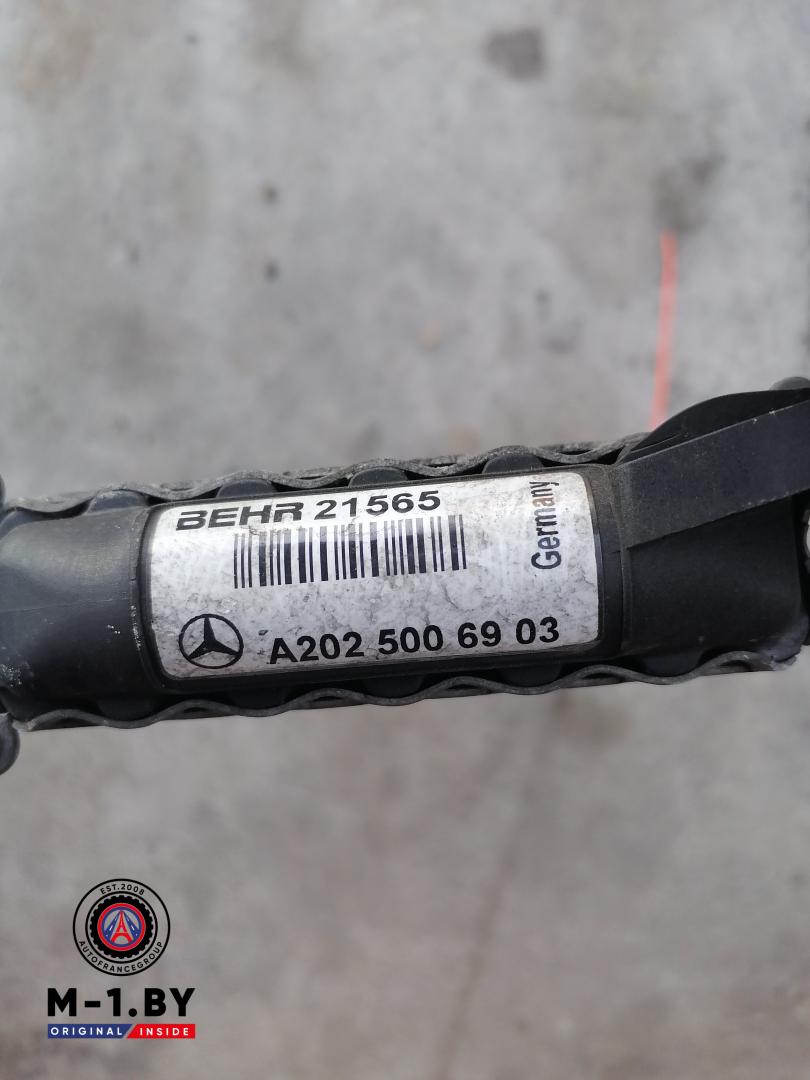 BEHR 21565
Germany
A202 500 69 03
EST.2008
AUTOFRANCEGROUP
M-1.BY
ORIGINAL INSIDE